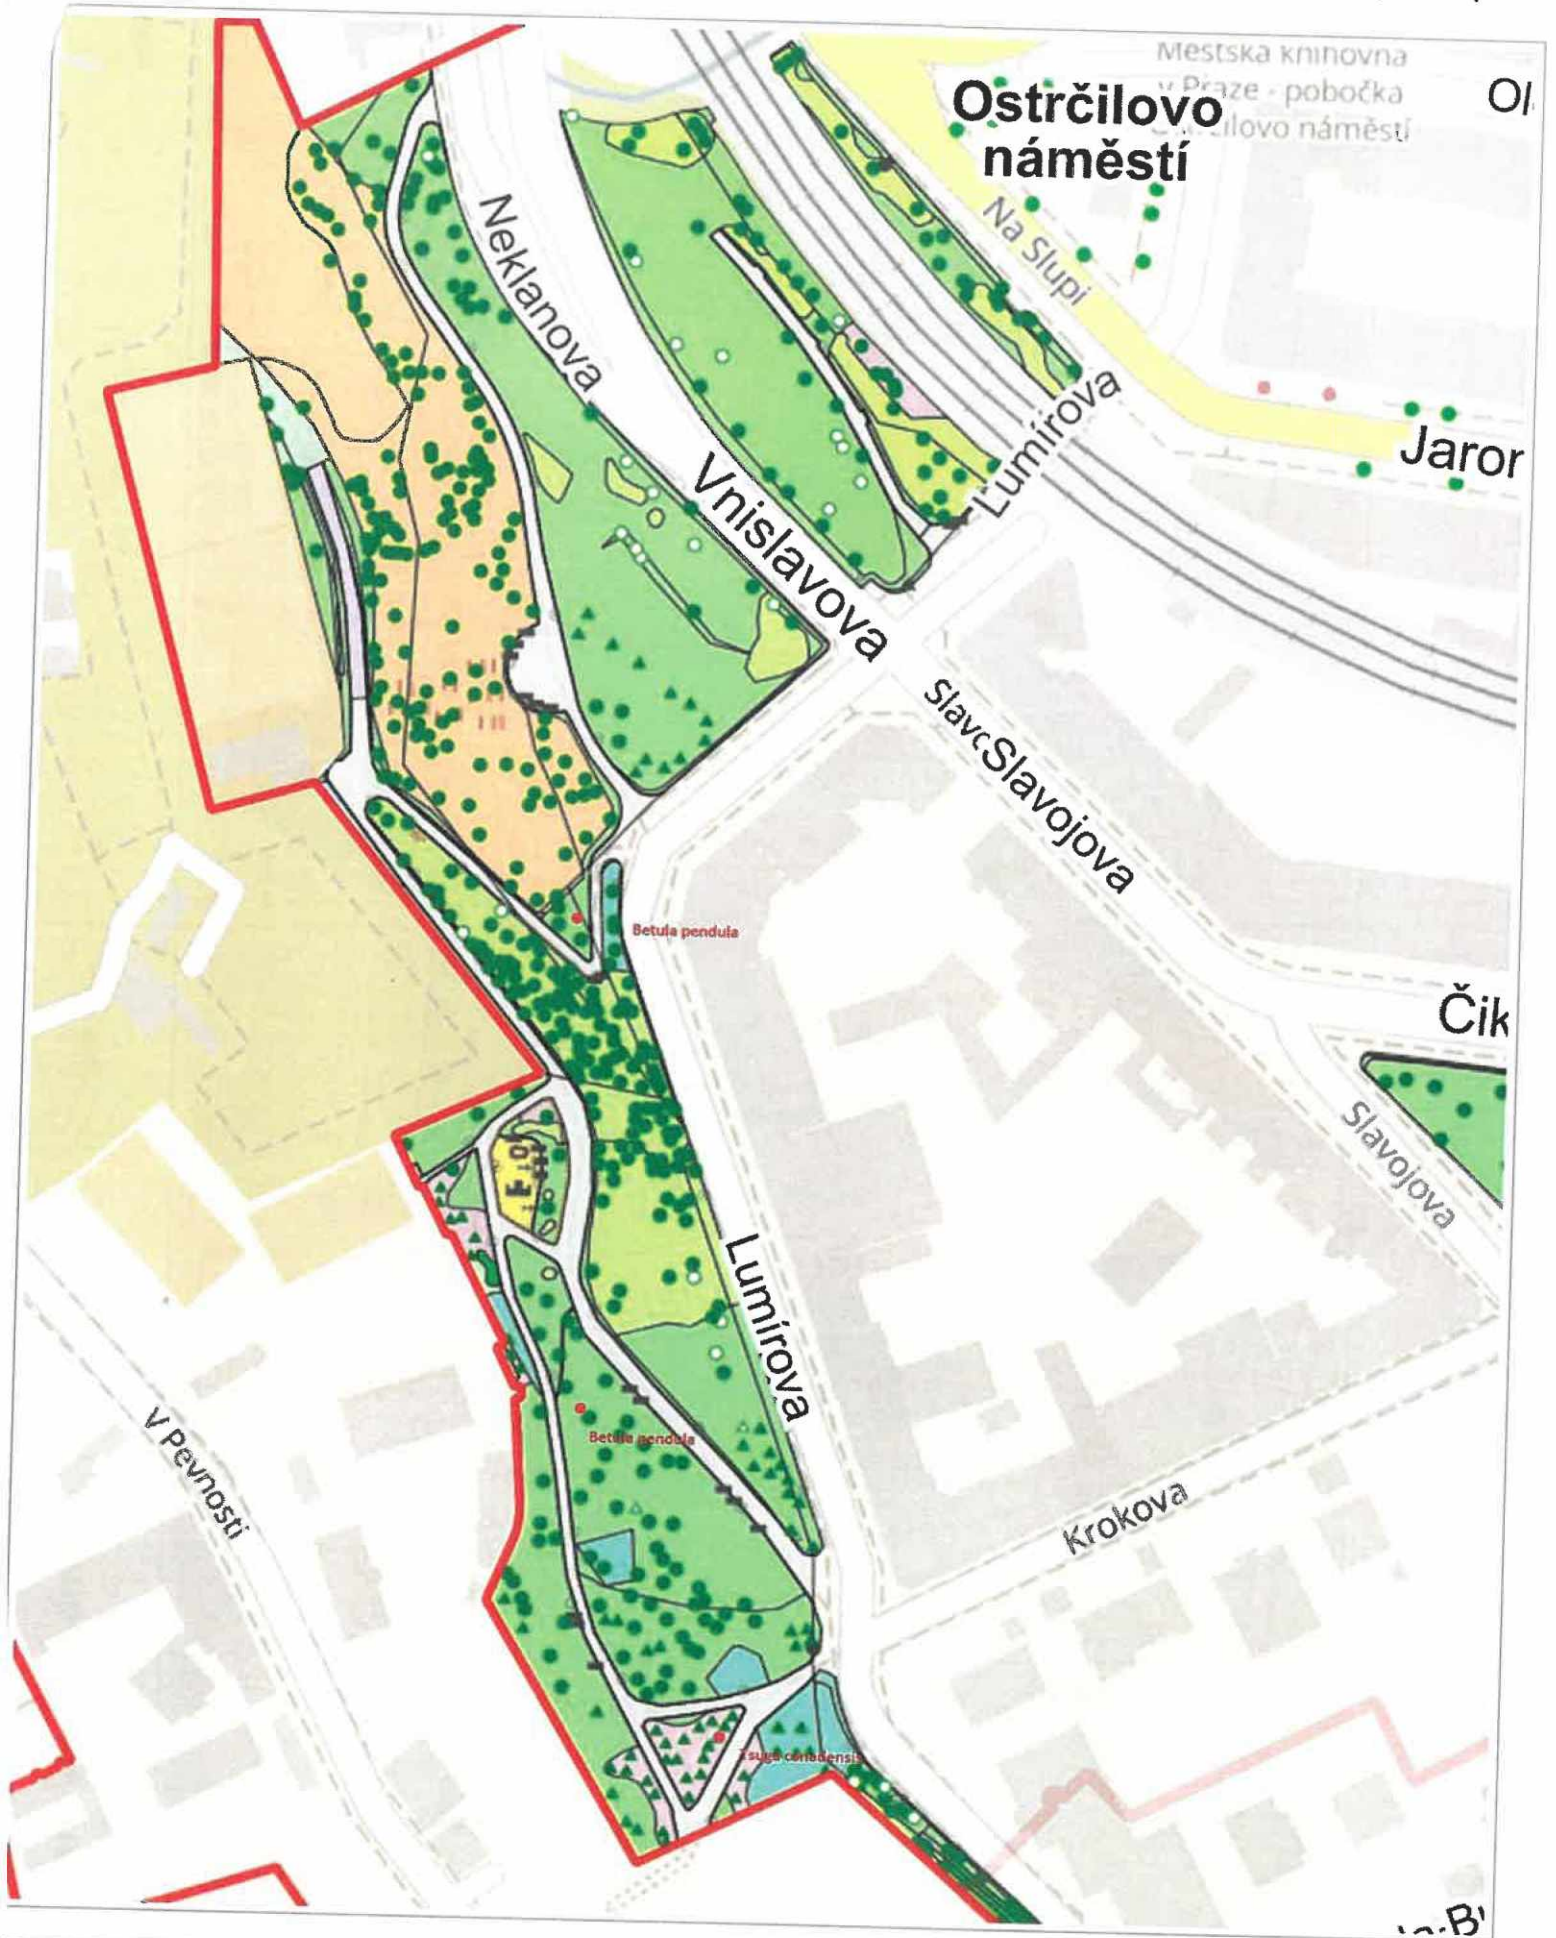 Městská knihovna
v Praze - pobočka
Ostrčilovo náměstí
Ostrčilovo
náměstí
Na Slupi
Neklanova
Lumírova
Jaror
Vnislavova
Slavojova
Betula pendula
Čik
Slavojova
Lumírova
V Pevnosti
Betula pendula
Krokova
Tsuga canadensis